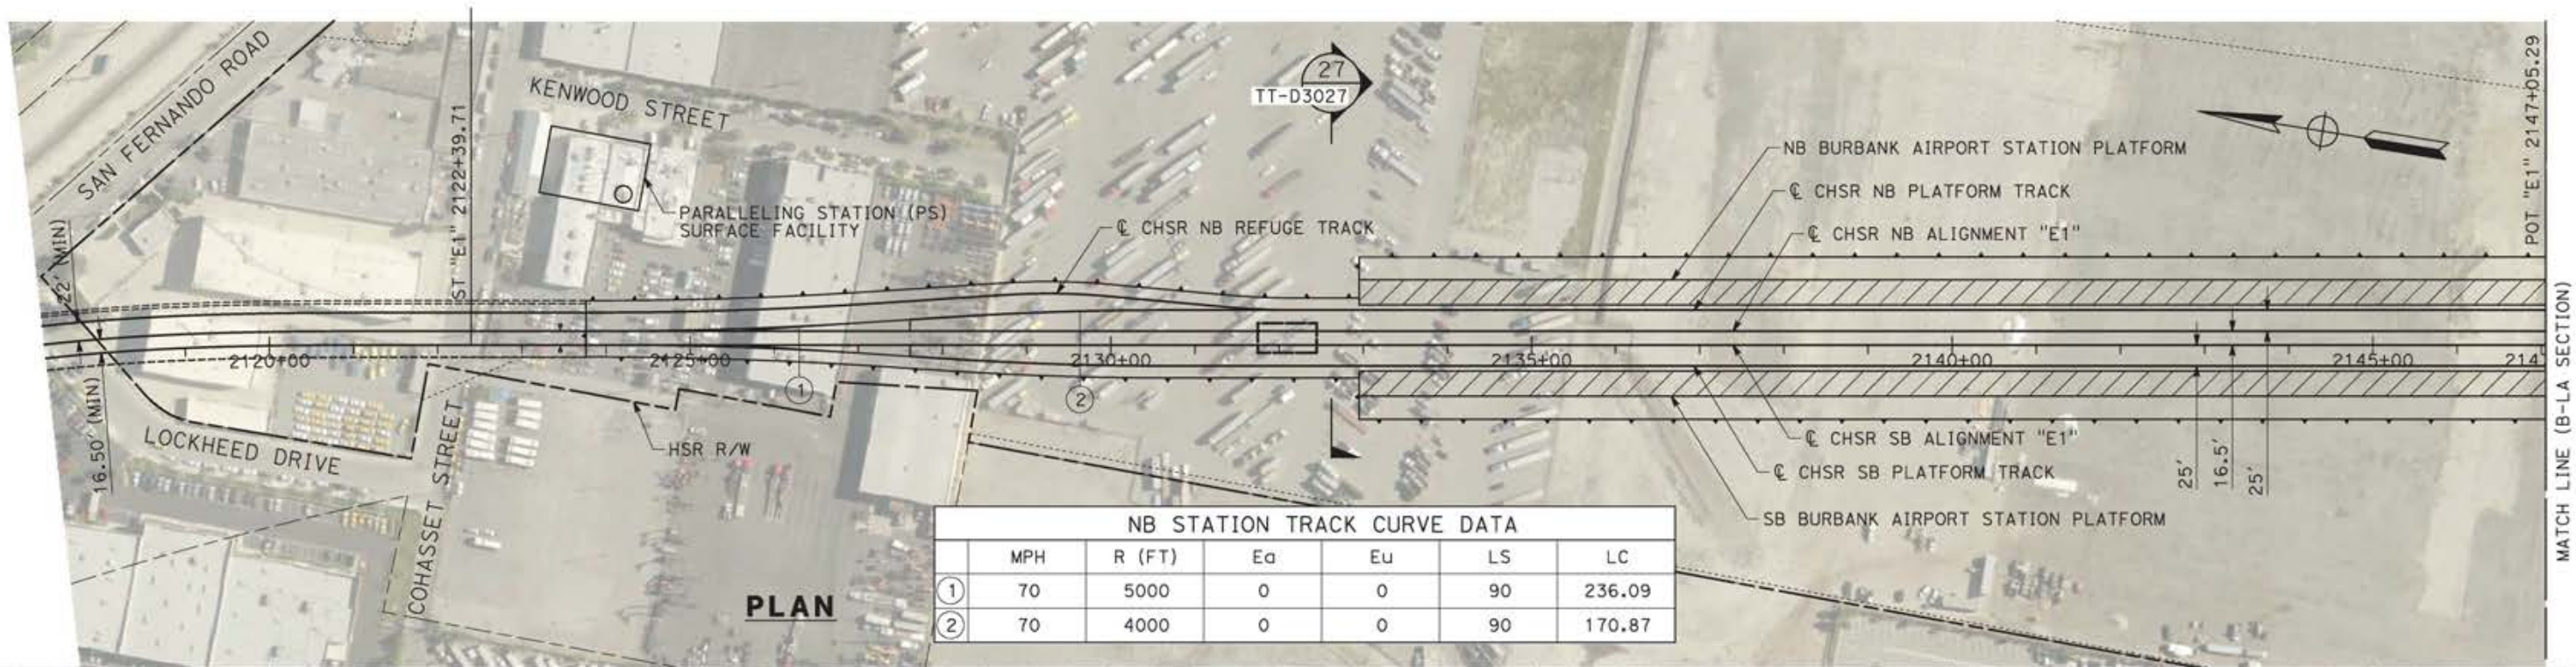 SAN FERNANDO ROAD
22' (MIN)
16.50' (MIN)
LOCKHEED DRIVE
COHASSET STREET
ST "E1" 2122+39.71
KENWOOD STREET
PARALLELING STATION (PS)
SURFACE FACILITY
HSR R/W
℄ CHSR NB REFUGE TRACK
27
TT-D3027
NB BURBANK AIRPORT STATION PLATFORM
℄ CHSR NB PLATFORM TRACK
℄ CHSR NB ALIGNMENT "E1"
2120+00
2125+00
2130+00
2135+00
2140+00
2145+00
214
1
2
℄ CHSR SB ALIGNMENT "E1"
℄ CHSR SB PLATFORM TRACK
SB BURBANK AIRPORT STATION PLATFORM
25'
16.5'
25'
POT "E1" 2147+05.29
MATCH LINE (B-LA SECTION)
PLAN
NB STATION TRACK CURVE DATA
MPH R (FT) Ea Eu LS LC
1 70 5000 0 0 90 236.09
2 70 4000 0 0 90 170.87